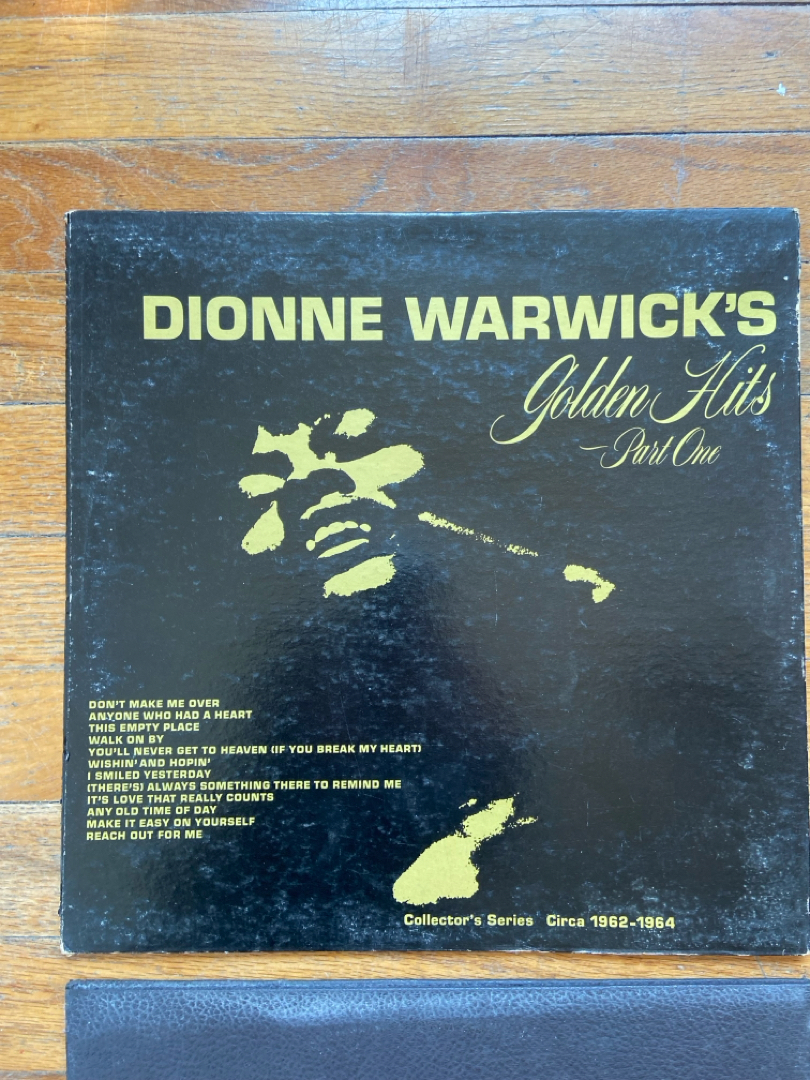 DIONNE WARWICK'S
Golden Hits
—Part One
DON'T MAKE ME OVER
ANYONE WHO HAD A HEART
THIS EMPTY PLACE
WALK ON BY
YOU'LL NEVER GET TO HEAVEN (IF YOU BREAK MY HEART)
WISHIN' AND HOPIN'
I SMILED YESTERDAY
(THERE'S) ALWAYS SOMETHING THERE TO REMIND ME
IT'S LOVE THAT REALLY COUNTS
ANY OLD TIME OF DAY
MAKE IT EASY ON YOURSELF
REACH OUT FOR ME
Collector's Series Circa 1962-1964